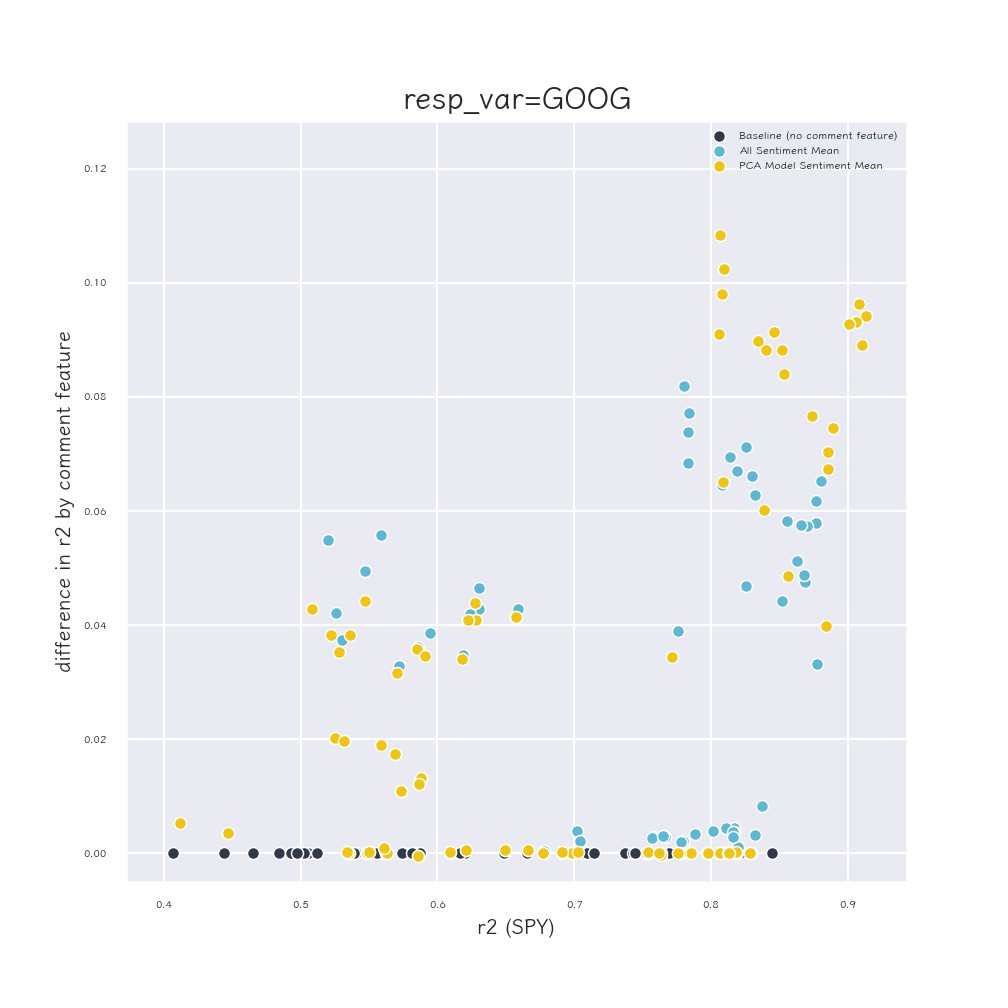 resp_var=GOOG
Baseline (no comment feature)
All Sentiment Mean
PCA Model Sentiment Mean
difference in r2 by comment feature
0.12
0.10
0.08
0.06
0.04
0.02
0.00
0.4 0.5 0.6 0.7 0.8 0.9
r2 (SPY)